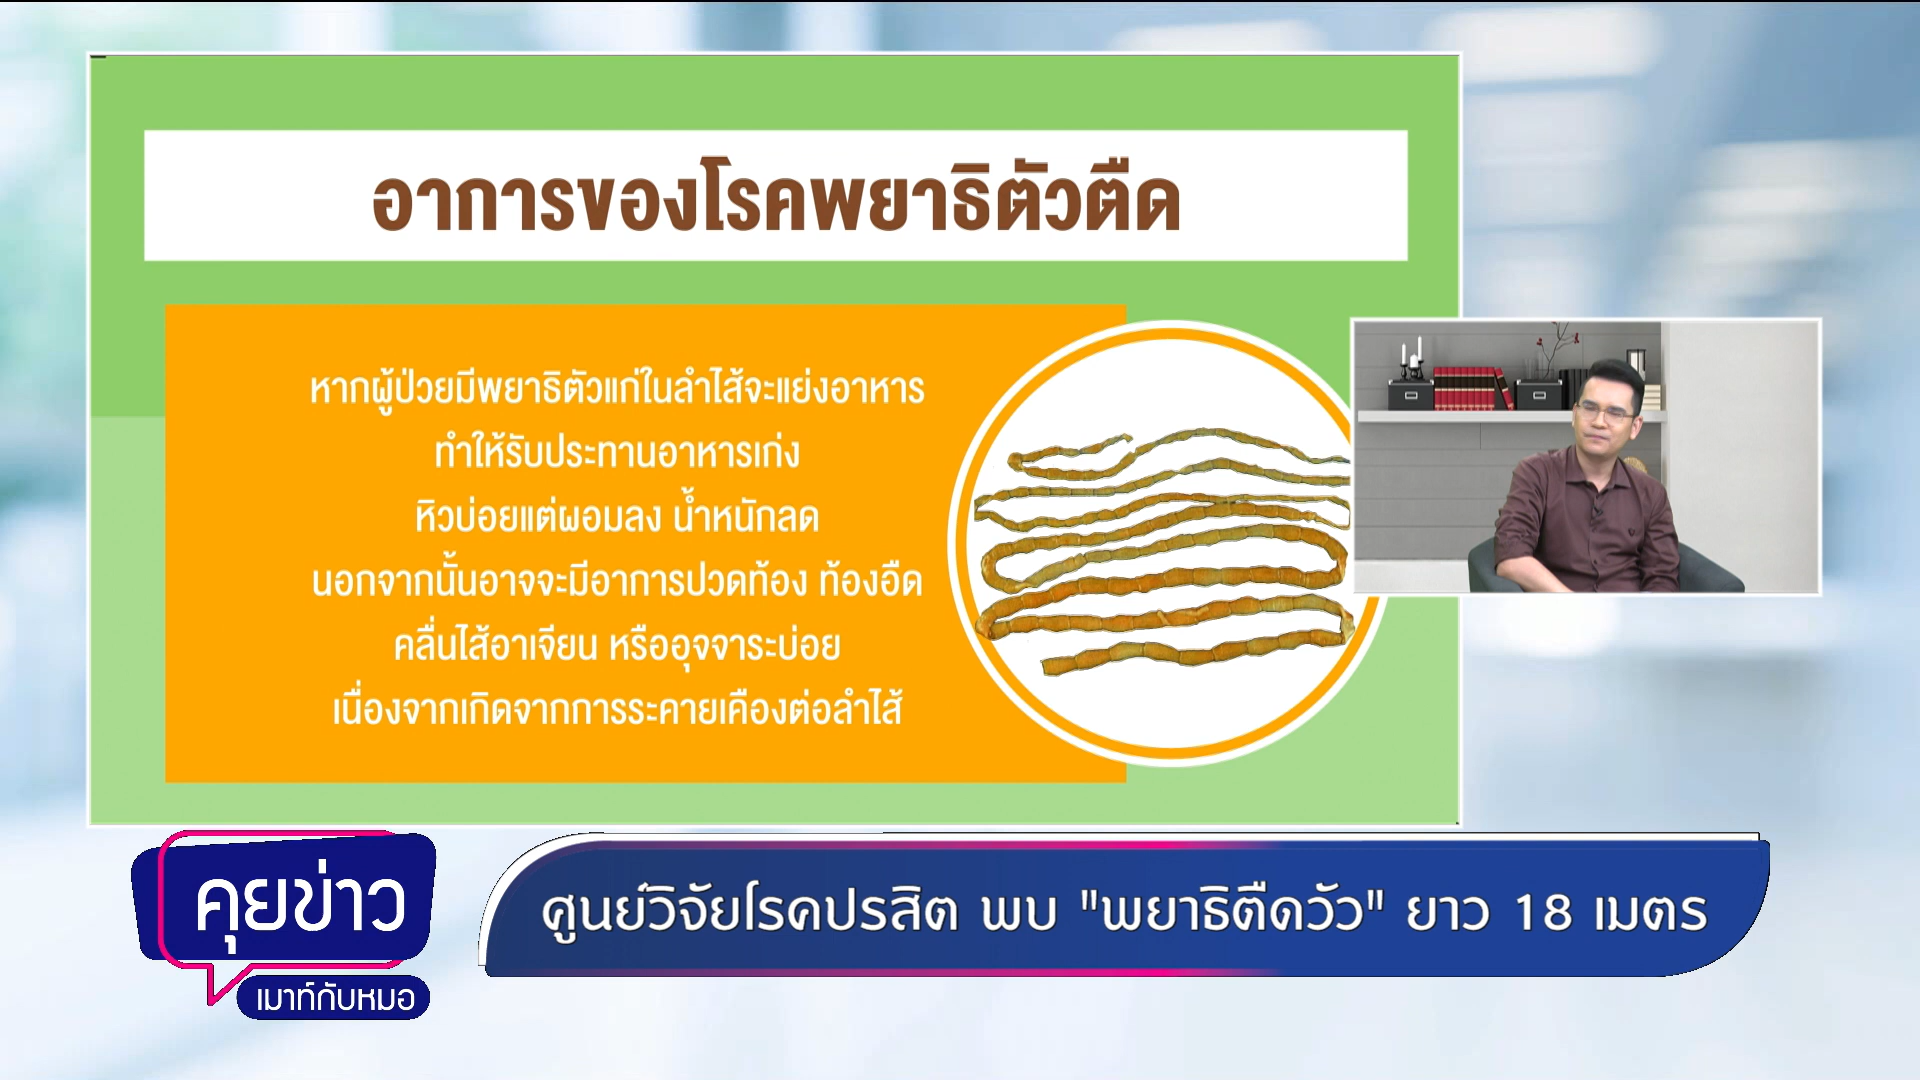 อาการของโรคพยาธิตัวตืด
หากผู้ป่วยมีพยาธิตัวแก่ในลำไส้จะแย่งอาหาร
ทำให้รับประทานอาหารเก่ง
หิวบ่อยแต่ผอมลง น้ำหนักลด
นอกจากนั้นอาจจะมีอาการปวดท้อง ท้องอืด
คลื่นไส้อาเจียน หรืออุจจาระบ่อย
เนื่องจากเกิดจากการระคายเคืองต่อลำไส้
คุยข่าว
เมาท์กับหมอ
ศูนย์วิจัยโรคปรสิต พบ "พยาธิตืดวัว" ยาว 18 เมตร